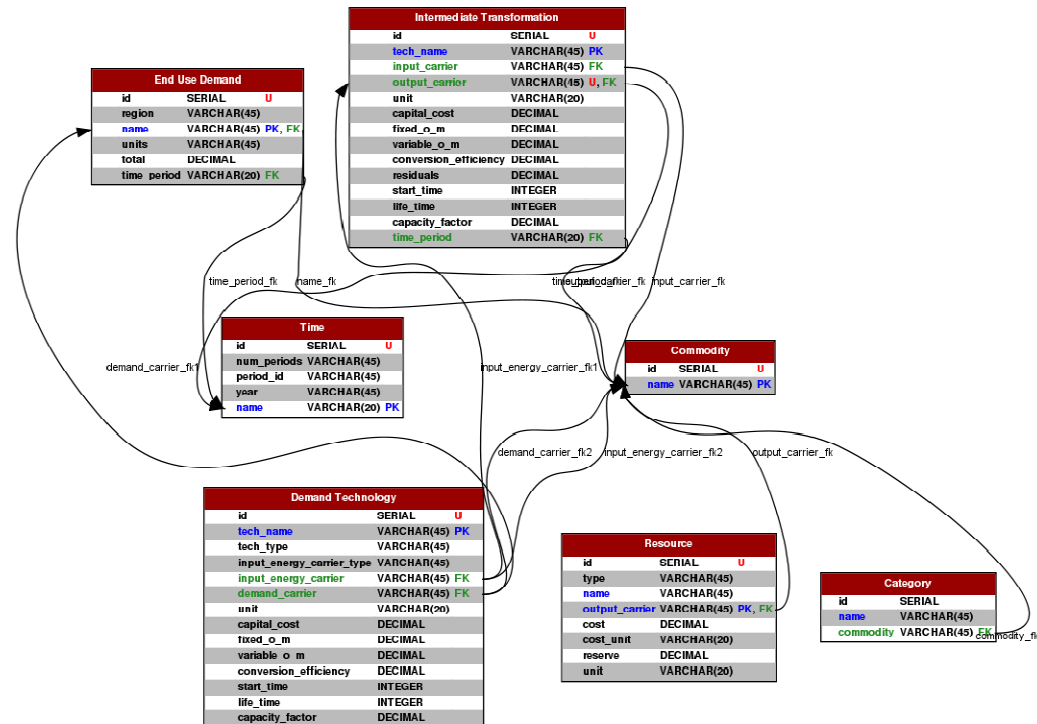 Intermediate Transformation
id SERIAL U
tech_name VARCHAR(45) PK
input_carrier VARCHAR(45) FK
output_carrier VARCHAR(45) U, FK
unit VARCHAR(20)
capital_cost DECIMAL
fixed_o_m DECIMAL
variable_o_m DECIMAL
conversion_efficiency DECIMAL
residuals DECIMAL
start_time INTEGER
life_time INTEGER
capacity_factor DECIMAL
time_period VARCHAR(20) FK
End Use Demand
id SERIAL U
region VARCHAR(45)
name VARCHAR(45) PK, FK
units VARCHAR(45)
total DECIMAL
time_period VARCHAR(20) FK
time_period_fk
name_fk
time_period_fk
output_carrier_fk
input_carrier_fk
Time
id SERIAL U
num_periods VARCHAR(45)
period_id VARCHAR(45)
year VARCHAR(45)
name VARCHAR(20) PK
Commodity
id SERIAL U
name VARCHAR(45) PK
demand_carrier_fk1
input_energy_carrier_fk1
demand_carrier_fk2
input_energy_carrier_fk2
output_carrier_fk
Demand Technology
id SERIAL U
tech_name VARCHAR(45) PK
tech_type VARCHAR(45)
input_energy_carrier_type VARCHAR(45)
input_energy_carrier VARCHAR(45) FK
demand_carrier VARCHAR(45) FK
unit VARCHAR(20)
capital_cost DECIMAL
fixed_o_m DECIMAL
variable_o_m DECIMAL
conversion_efficiency DECIMAL
start_time INTEGER
life_time INTEGER
capacity_factor DECIMAL
Resource
id SERIAL U
type VARCHAR(45)
name VARCHAR(45)
output_carrier VARCHAR(45) PK, FK
cost DECIMAL
cost_unit VARCHAR(20)
reserve DECIMAL
unit VARCHAR(20)
Category
id SERIAL
name VARCHAR(45)
commodity VARCHAR(45) FK
commodity_fk